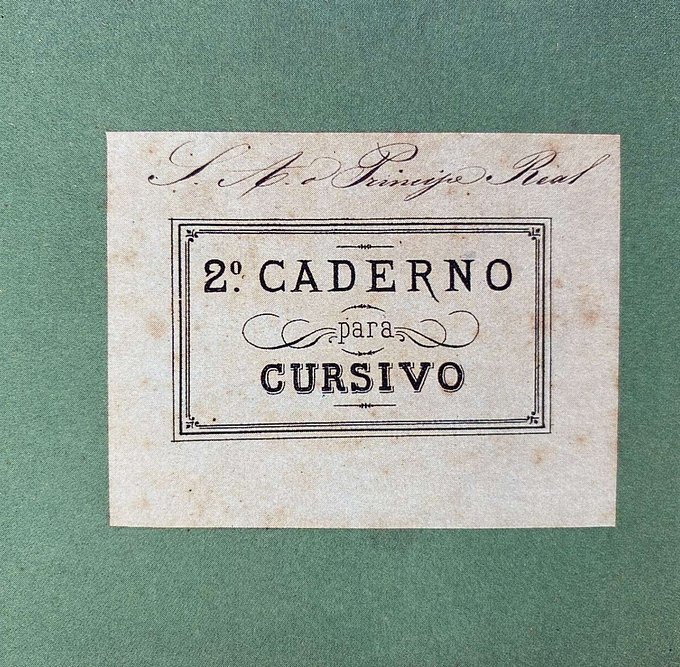 S. A. o Principe Real
2º. CADERNO
para
CURSIVO